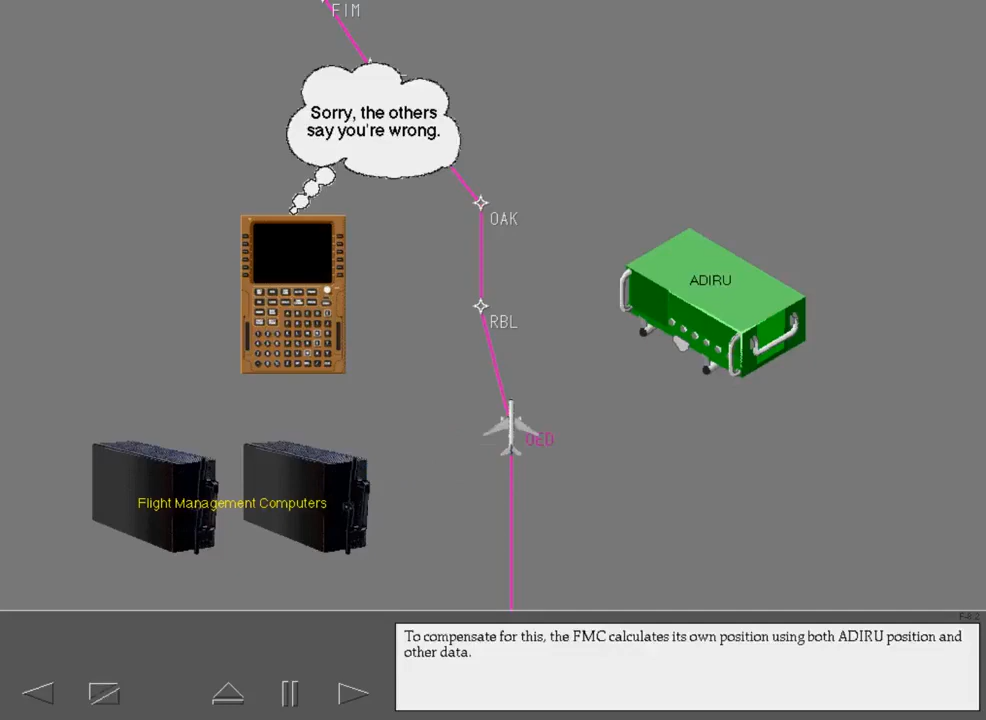 FIM
Sorry, the others
say you're wrong.
OAK
ADIRU
RBL
OED
Flight Management Computers
To compensate for this, the FMC calculates its own position using both ADIRU position and
other data.